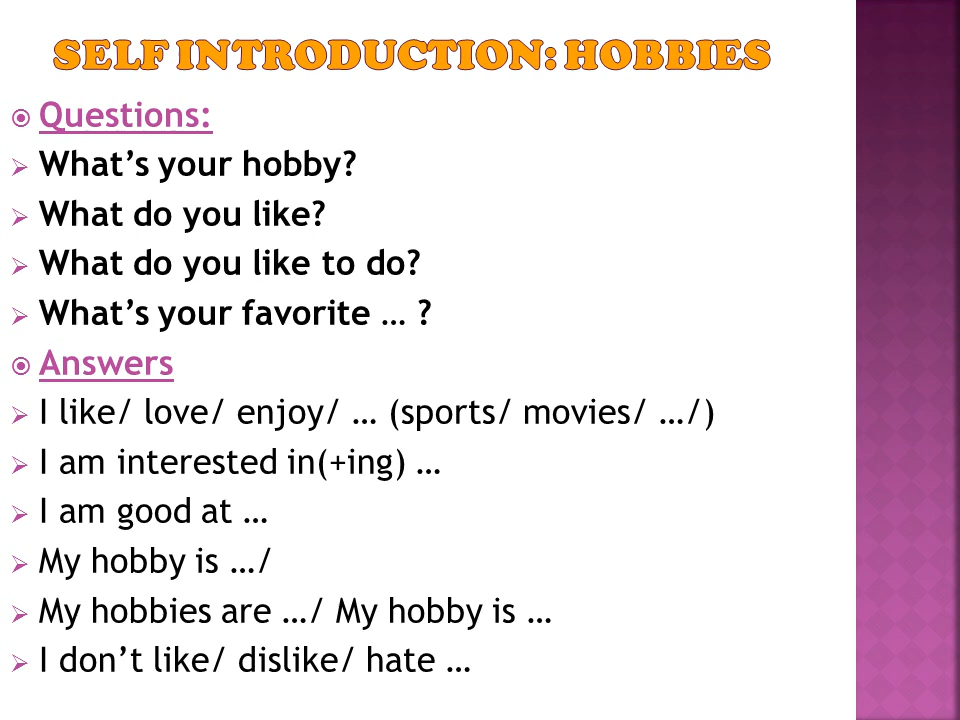 SELF INTRODUCTION: HOBBIES
Questions:
What’s your hobby?
What do you like?
What do you like to do?
What’s your favorite … ?
Answers
I like/ love/ enjoy/ … (sports/ movies/ …/)
I am interested in(+ing) …
I am good at …
My hobby is …/
My hobbies are …/ My hobby is …
I don’t like/ dislike/ hate …